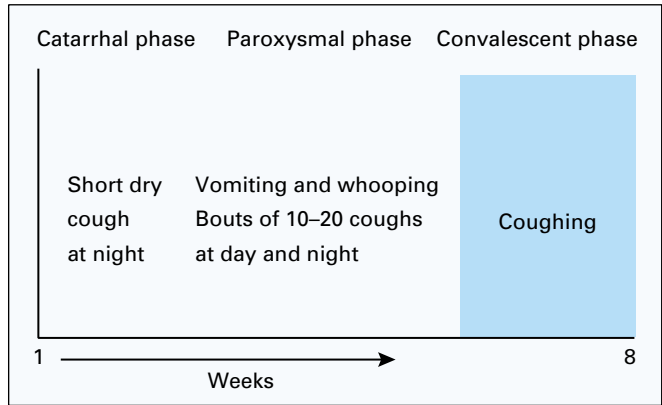 Catarrhal phase
Paroxysmal phase
Convalescent phase
Short dry
cough
at night
Vomiting and whooping
Bouts of 10–20 coughs
at day and night
Coughing
1
8
Weeks